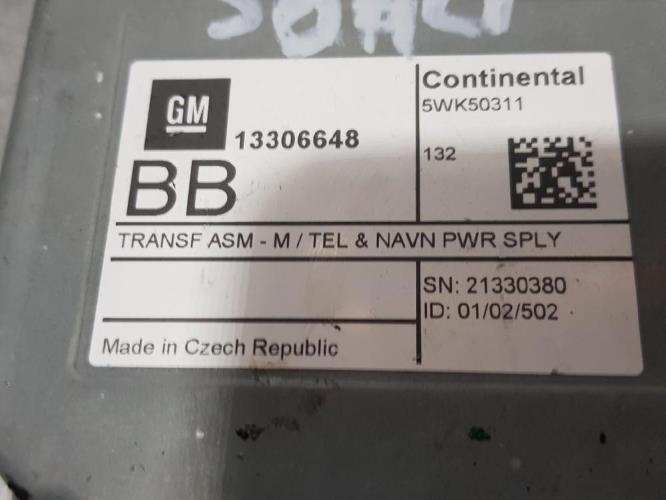 GM
13306648
BB
Continental
5WK50311
132
TRANSF ASM - M / TEL & NAVN PWR SPLY
SN: 21330380
ID: 01/02/502
Made in Czech Republic